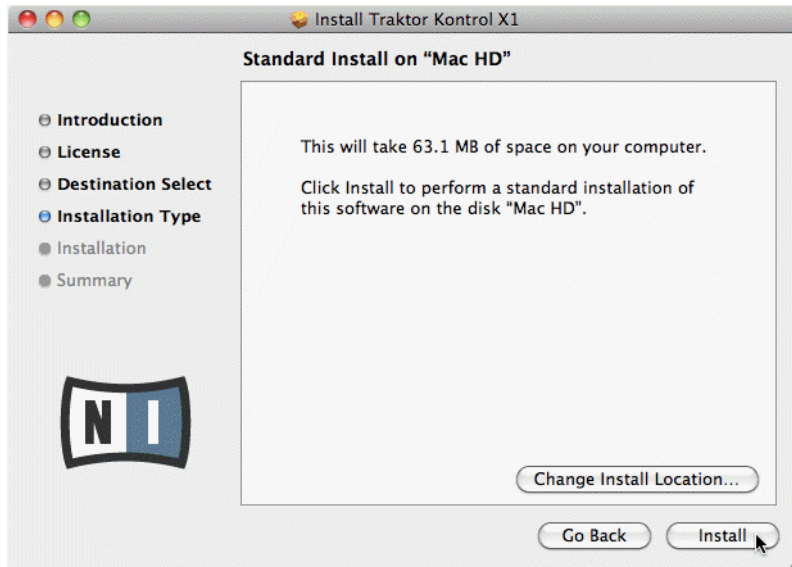 Install Traktor Kontrol X1
Standard Install on “Mac HD”
Introduction
License
Destination Select
Installation Type
Installation
Summary
This will take 63.1 MB of space on your computer.
Click Install to perform a standard installation of
this software on the disk “Mac HD”.
NI
Change Install Location...
Go Back
Install